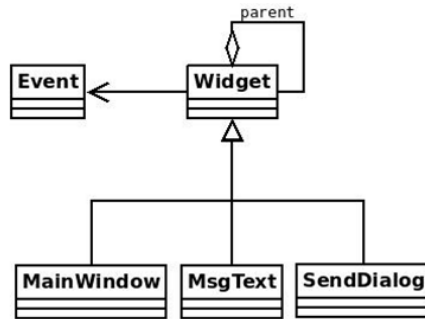 parent
Event
Widget
MainWindow
MsgText
SendDialog